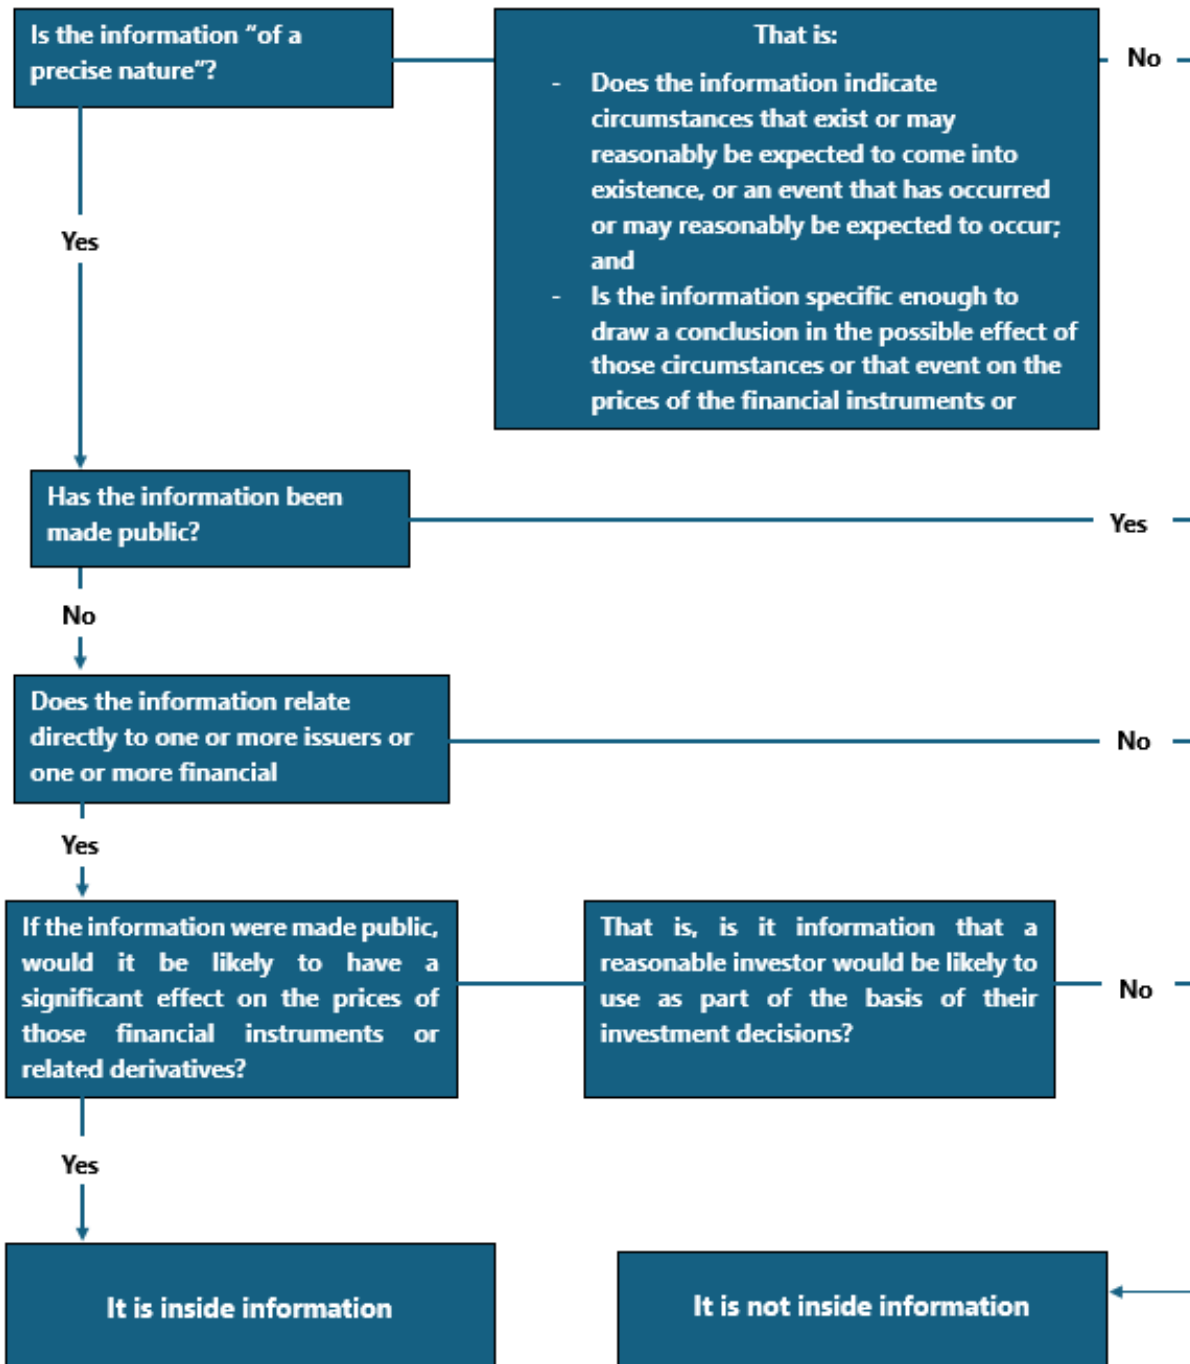 Is the information “of a
precise nature”?
That is:
- Does the information indicate
circumstances that exist or may
reasonably be expected to come into
existence, or an event that has occurred
or may reasonably be expected to occur;
and
- Is the information specific enough to
draw a conclusion in the possible effect of
those circumstances or that event on the
prices of the financial instruments or
No
Yes
Has the information been
made public?
Yes
No
Does the information relate
directly to one or more issuers or
one or more financial
No
Yes
If the information were made public,
would it be likely to have a
significant effect on the prices of
those financial instruments or
related derivatives?
That is, is it information that a
reasonable investor would be likely to
use as part of the basis of their
investment decisions?
No
Yes
It is inside information
It is not inside information